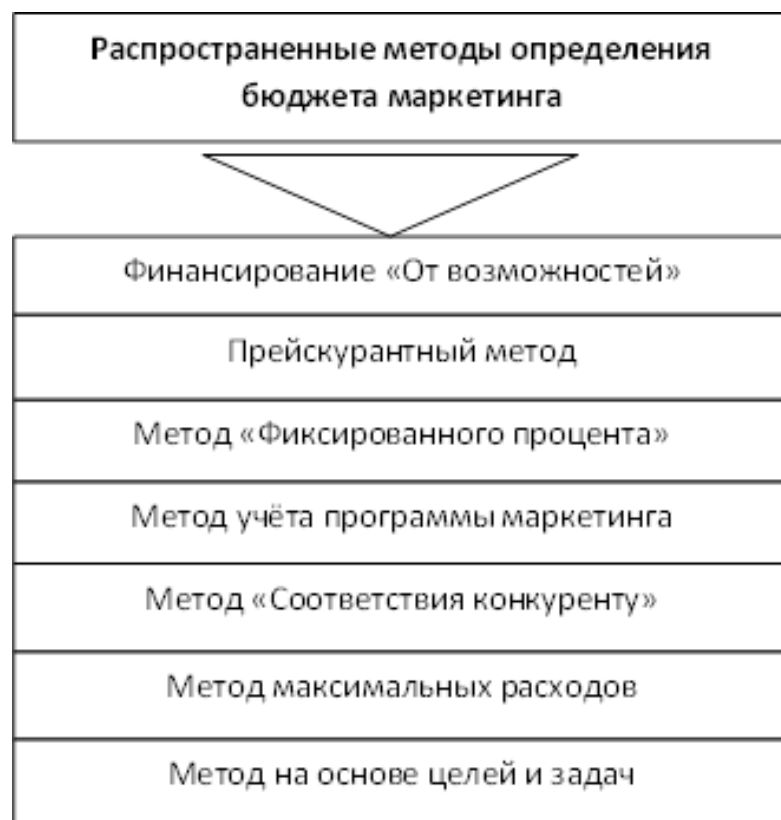 Распространенные методы определения
бюджета маркетинга
Финансирование «От возможностей»
Прейскурантный метод
Метод «Фиксированного процента»
Метод учёта программы маркетинга
Метод «Соответствия конкуренту»
Метод максимальных расходов
Метод на основе целей и задач